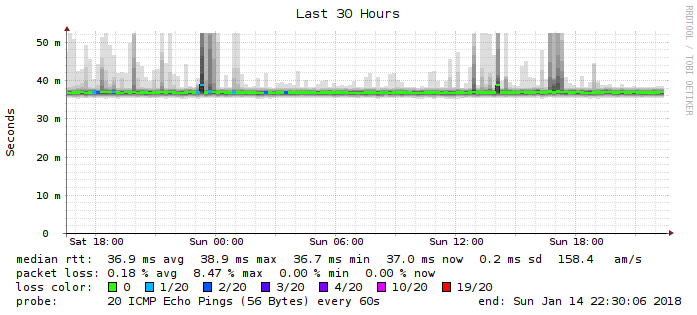 Last 30 Hours
RRDTOOL / TOBI OETIKER
Seconds
50 m
40 m
30 m
20 m
10 m
0
Sat 18:00 Sun 00:00 Sun 06:00 Sun 12:00 Sun 18:00
median rtt: 36.9 ms avg 38.9 ms max 36.7 ms min 37.0 ms now 0.2 ms sd 158.4 am/s
packet loss: 0.18 % avg 8.47 % max 0.00 % min 0.00 % now
loss color: 0 1/20 2/20 3/20 4/20 10/20 19/20
probe: 20 ICMP Echo Pings (56 Bytes) every 60s end: Sun Jan 14 22:30:06 2018